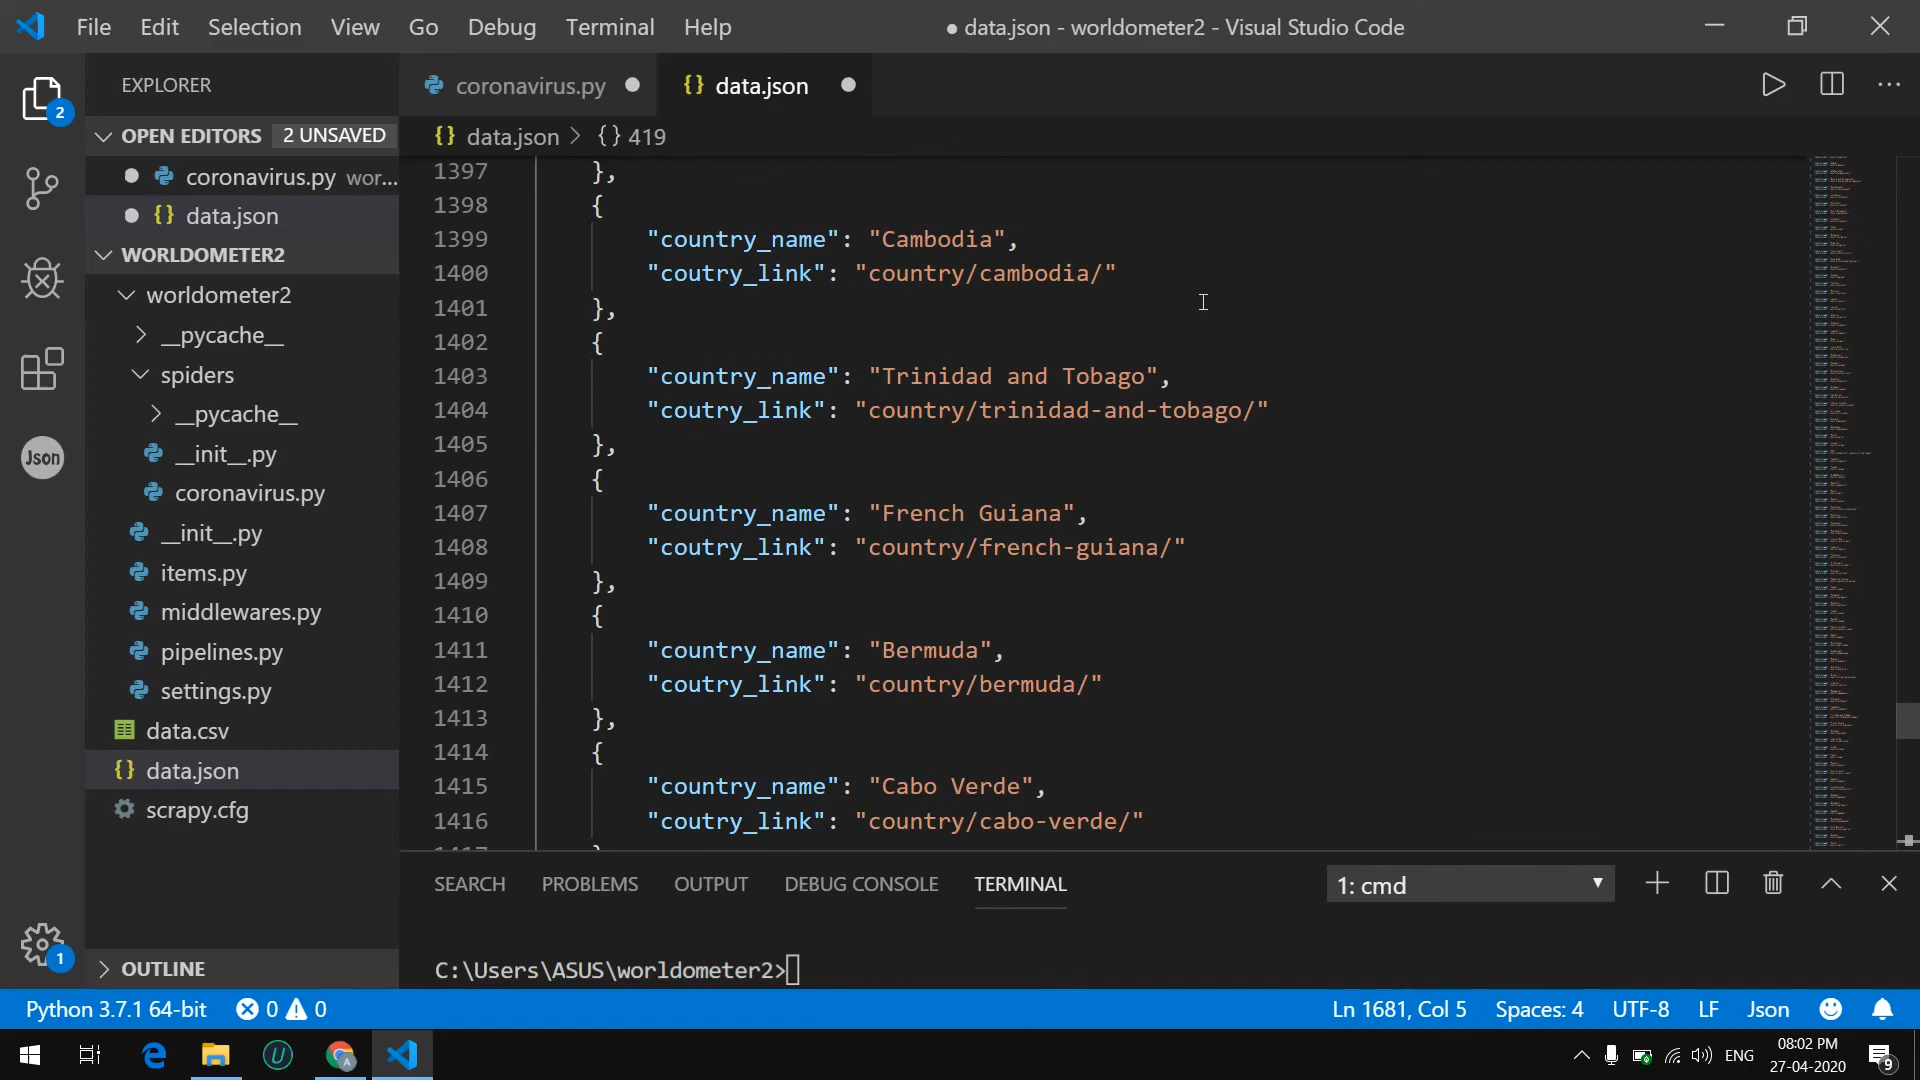 File Edit Selection View Go Debug Terminal Help
● data.json - worldometer2 - Visual Studio Code
EXPLORER
OPEN EDITORS 2 UNSAVED
coronavirus.py wor...
data.json
WORLDOMETER2
worldometer2
__pycache__
spiders
__pycache__
__init__.py
coronavirus.py
__init__.py
items.py
middlewares.py
pipelines.py
settings.py
data.csv
data.json
scrapy.cfg
OUTLINE
2
Json
1
coronavirus.py
{} data.json
{} data.json > {} 419
1397 },
1398 {
1399 "country_name": "Cambodia",
1400 "coutry_link": "country/cambodia/"
1401 },
1402 {
1403 "country_name": "Trinidad and Tobago",
1404 "coutry_link": "country/trinidad-and-tobago/"
1405 },
1406 {
1407 "country_name": "French Guiana",
1408 "coutry_link": "country/french-guiana/"
1409 },
1410 {
1411 "country_name": "Bermuda",
1412 "coutry_link": "country/bermuda/"
1413 },
1414 {
1415 "country_name": "Cabo Verde",
1416 "coutry_link": "country/cabo-verde/"
SEARCH PROBLEMS OUTPUT DEBUG CONSOLE TERMINAL
1: cmd
C:\Users\ASUS\worldometer2>
Python 3.7.1 64-bit 0 0
Ln 1681, Col 5 Spaces: 4 UTF-8 LF Json
ENG
08:02 PM
27-04-2020
9